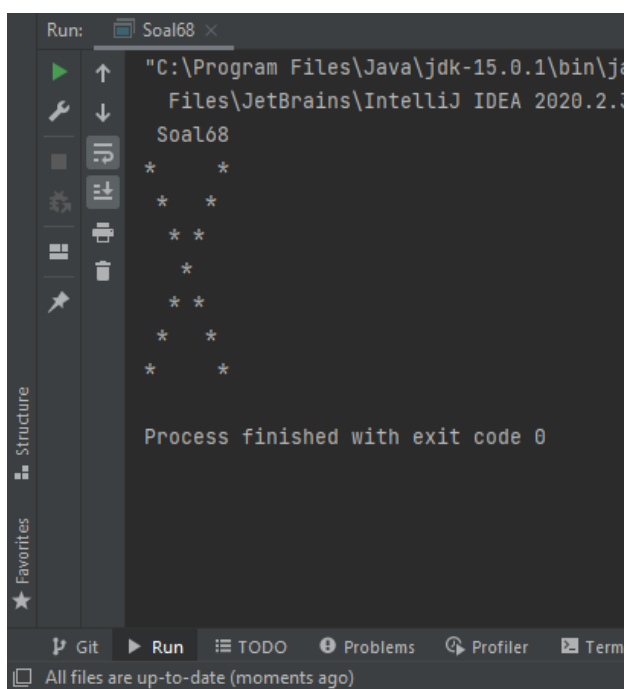 Run: Soal68
"C:\Program Files\Java\jdk-15.0.1\bin\ja
Files\JetBrains\IntelliJ IDEA 2020.2.3
Soal68
*     *
 *   *
  * *
   *
  * *
 *   *
*     *
Process finished with exit code 0
Structure
Favorites
Git Run TODO Problems Profiler Term
All files are up-to-date (moments ago)